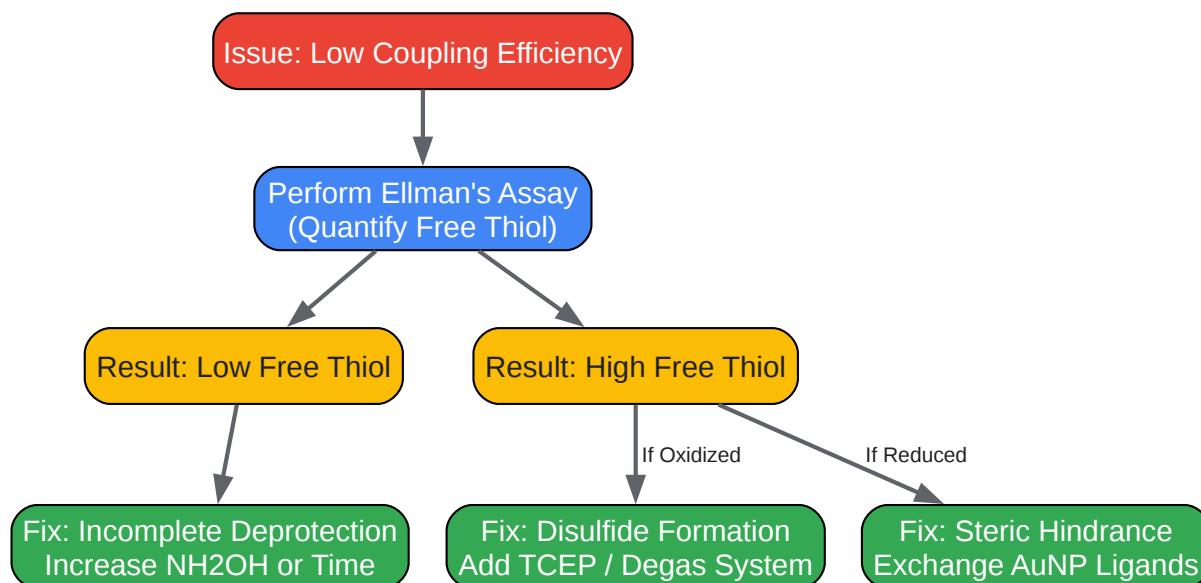 Issue: Low Coupling Efficiency
Perform Ellman's Assay
(Quantify Free Thiol)
Result: Low Free Thiol
Result: High Free Thiol
If Oxidized
If Reduced
Fix: Incomplete Deprotection
Increase NH2OH or Time
Fix: Disulfide Formation
Add TCEP / Degas System
Fix: Steric Hindrance
Exchange AuNP Ligands